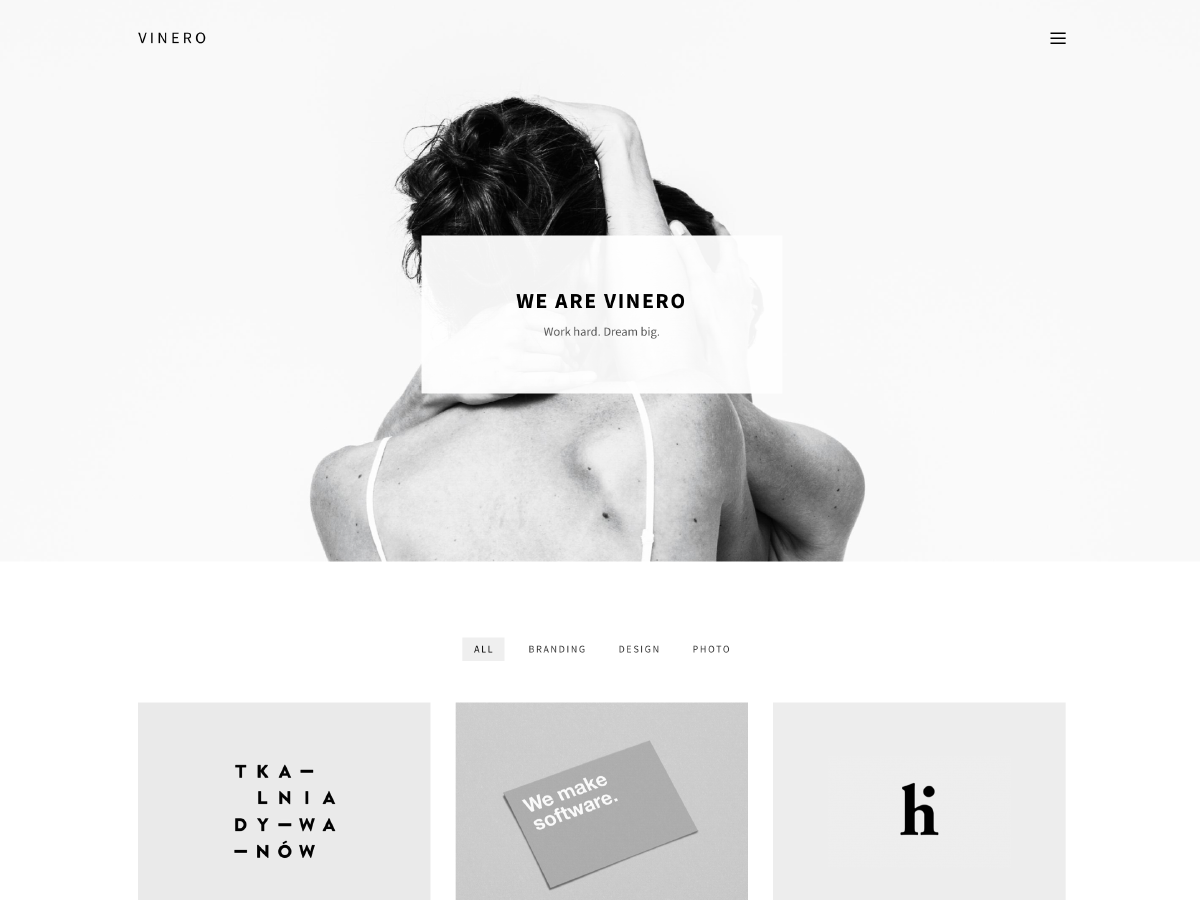 VINERO
WE ARE VINERO
Work hard. Dream big.
ALL BRANDING DESIGN PHOTO
TKA—
LNIA
DY—WA
—NÓW
We make
software.
hi